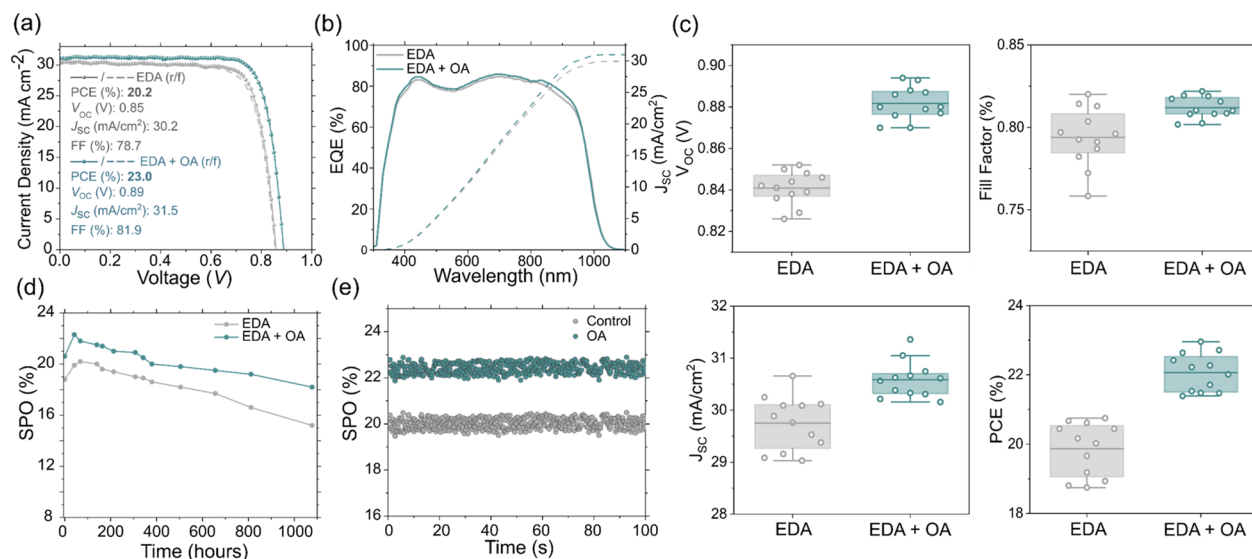 (a)
Current Density (mA cm-2)
35
30
25
20
15
10
5
0
/ EDA (r/f)
PCE (%): 20.2
VOC (V): 0.85
JSC (mA/cm²): 30.2
FF (%): 78.7
/ EDA + OA (r/f)
PCE (%): 23.0
VOC (V): 0.89
JSC (mA/cm²): 31.5
FF (%): 81.9
0.0 0.2 0.4 0.6 0.8 1.0
Voltage (V)
(b)
EQE (%)
100
80
60
40
20
0
EDA
EDA + OA
30
25
20
15
10
5
0
JSC (mA/cm²)
400 600 800 1000
Wavelength (nm)
(c)
VOC (V)
0.90
0.88
0.86
0.84
0.82
EDA EDA + OA
Fill Factor (%)
0.85
0.80
0.75
EDA EDA + OA
JSC (mA/cm²)
32
31
30
29
28
EDA EDA + OA
PCE (%)
24
22
20
18
EDA EDA + OA
(d)
SPO (%)
24
22
20
18
16
14
12
10
8
EDA
EDA + OA
0 200 400 600 800 1000
Time (hours)
(e)
SPO (%)
24
22
20
18
16
Control
OA
0 20 40 60 80 100
Time (s)